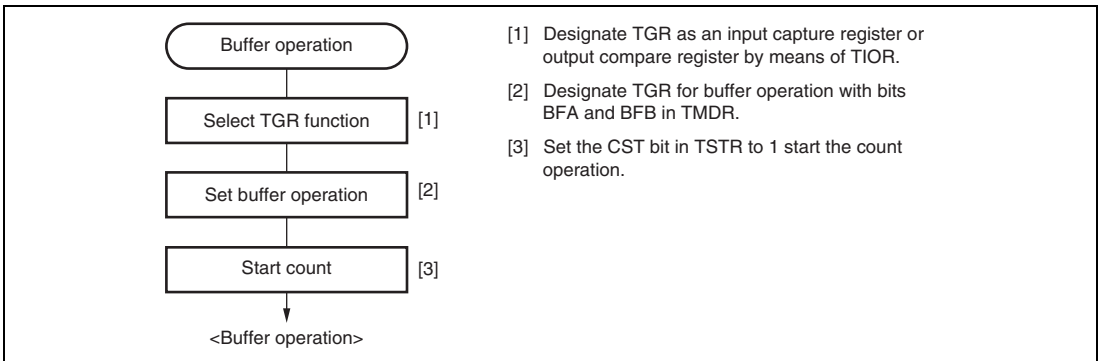 Buffer operation
Select TGR function
[1]
Set buffer operation
[2]
Start count
[3]
<Buffer operation>
[1] Designate TGR as an input capture register or
output compare register by means of TIOR.
[2] Designate TGR for buffer operation with bits
BFA and BFB in TMDR.
[3] Set the CST bit in TSTR to 1 start the count
operation.